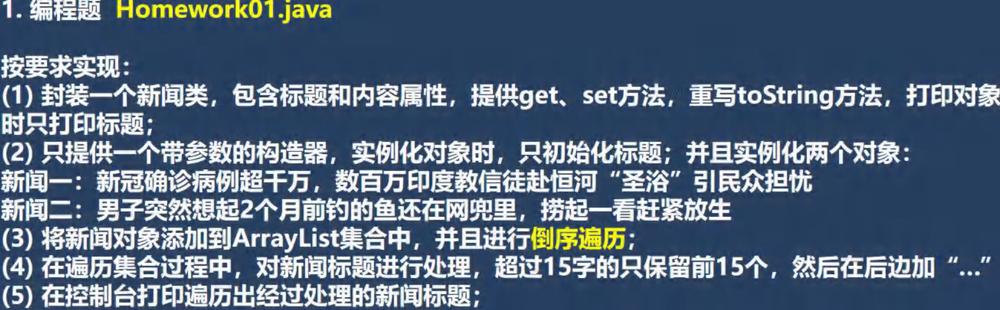 1. 编程题 Homework01.java
按要求实现：
(1) 封装一个新闻类，包含标题和内容属性，提供get、set方法，重写toString方法，打印对象
时只打印标题；
(2) 只提供一个带参数的构造器，实例化对象时，只初始化标题；并且实例化两个对象：
新闻一：新冠确诊病例超千万，数百万印度教信徒赴恒河“圣浴”引民众担忧
新闻二：男子突然想起2个月前钓的鱼还在网兜里，捞起一看赶紧放生
(3) 将新闻对象添加到ArrayList集合中，并且进行倒序遍历；
(4) 在遍历集合过程中，对新闻标题进行处理，超过15字的只保留前15个，然后在后边加“…”
(5) 在控制台打印遍历出经过处理的新闻标题；